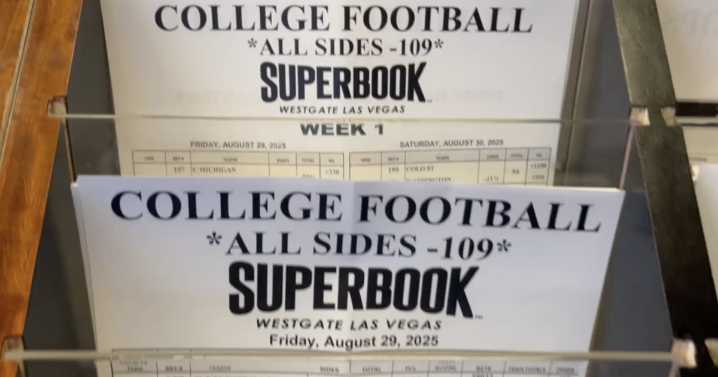 COLLEGE FOOTBALL
*ALL SIDES -109*
SUPERBOOK
WESTGATE LAS VEGAS
WEEK 1
FRIDAY, AUGUST 29, 2025
SATURDAY, AUGUST 30, 2025
COLLEGE FOOTBALL
*ALL SIDES -109*
SUPERBOOK
WESTGATE LAS VEGAS
Friday, August 29, 2025